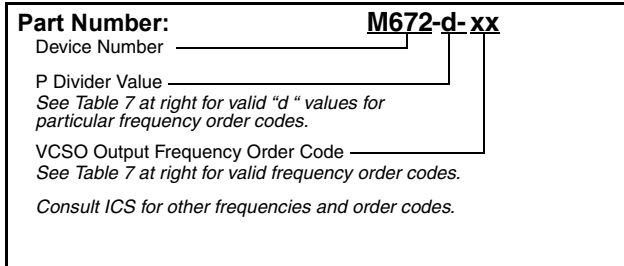 Part Number: M672-d-xx
Device Number
P Divider Value
See Table 7 at right for valid “d “ values for
particular frequency order codes.
VCSO Output Frequency Order Code
See Table 7 at right for valid frequency order codes.
Consult ICS for other frequencies and order codes.